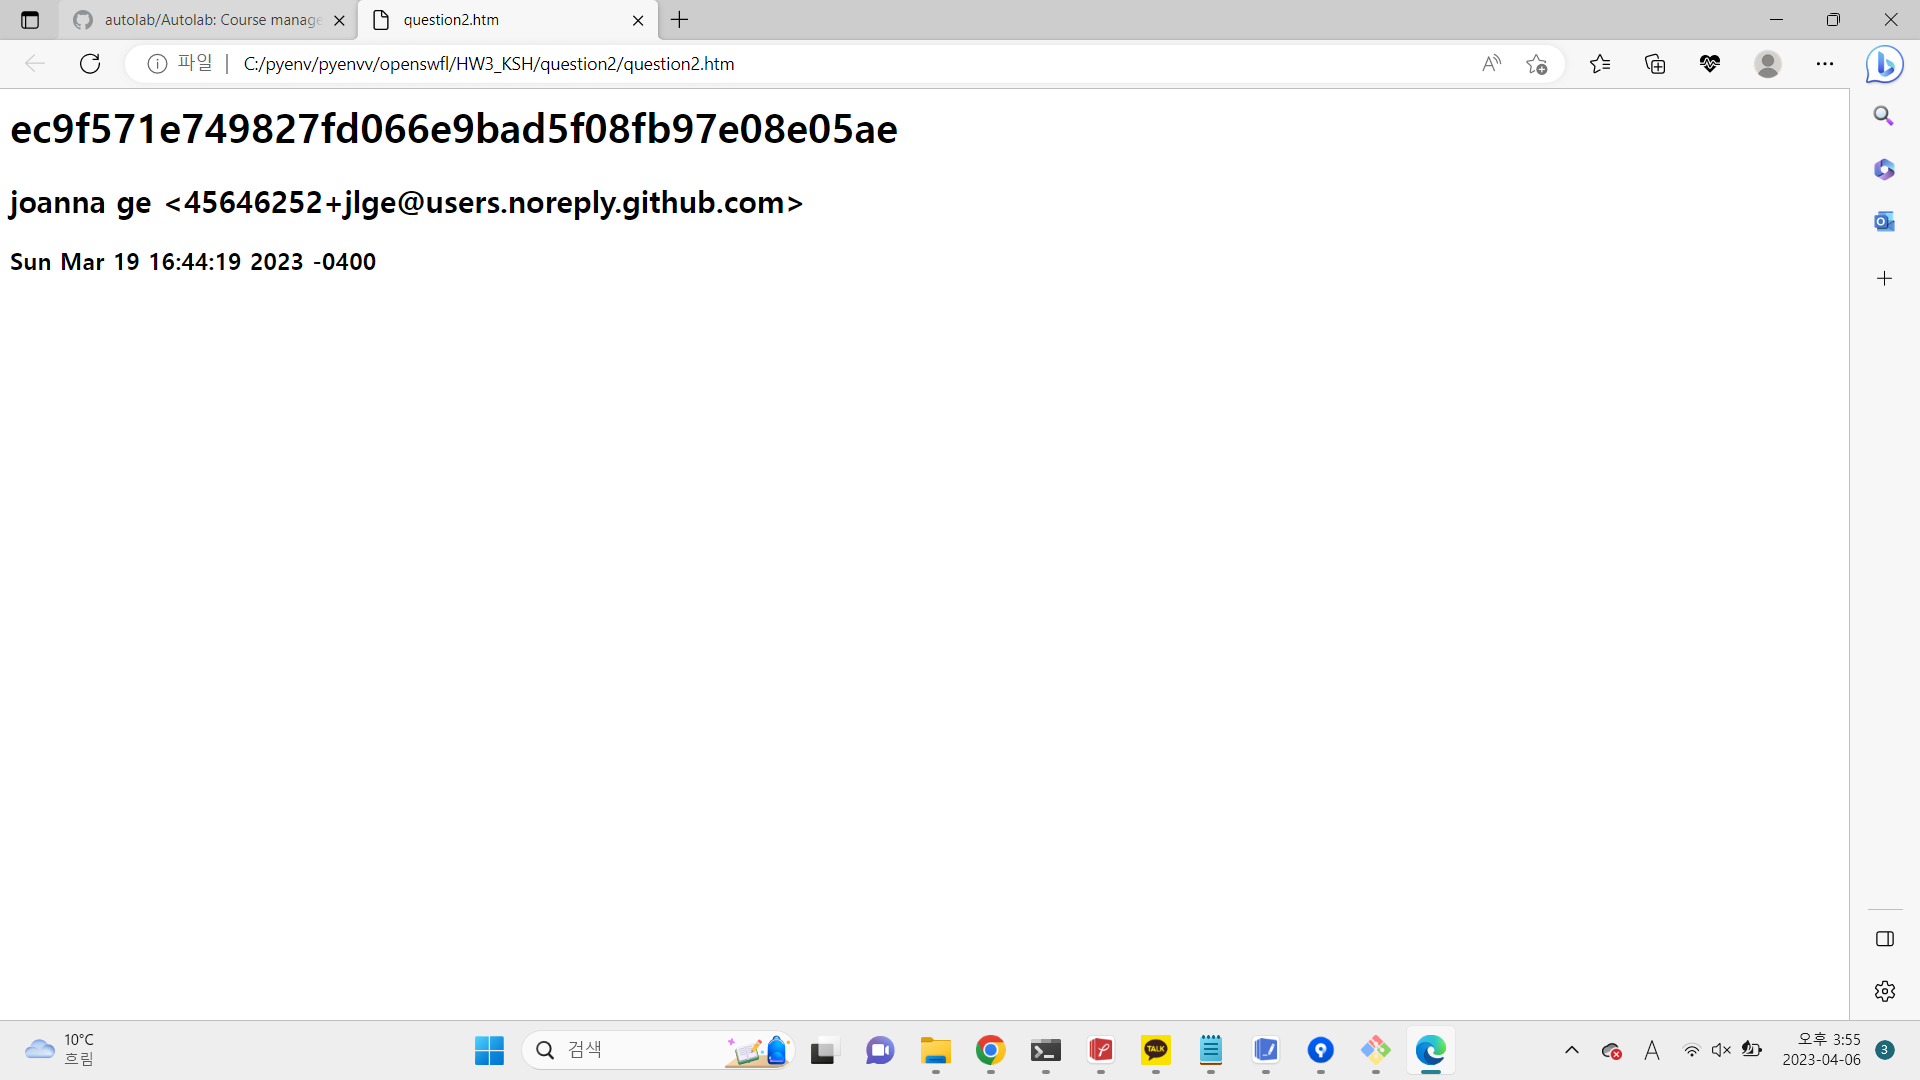 autolab/Autolab: Course manage
question2.htm
파일
C:/pyenv/pyenvv/openswfl/HW3_KSH/question2/question2.htm
ec9f571e749827fd066e9bad5f08fb97e08e05ae
joanna ge <45646252+jlge@users.noreply.github.com>
Sun Mar 19 16:44:19 2023 -0400
10°C
흐림
검색
TALK
A
오후 3:55
2023-04-06
3